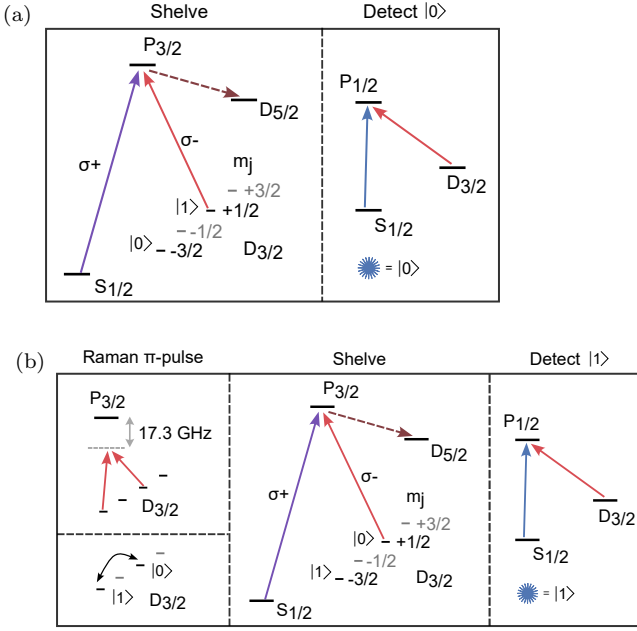 (a)
Shelve
Detect |0⟩
P3/2
D5/2
σ+
σ-
mj
+3/2
|1⟩
+1/2
-1/2
|0⟩
-3/2
D3/2
S1/2
P1/2
D3/2
S1/2
= |0⟩
(b)
Raman π-pulse
Shelve
Detect |1⟩
P3/2
17.3 GHz
D3/2
|0⟩
|1⟩
D3/2
P3/2
D5/2
σ+
σ-
mj
+3/2
|0⟩
+1/2
-1/2
|1⟩
-3/2
D3/2
S1/2
P1/2
D3/2
S1/2
= |1⟩